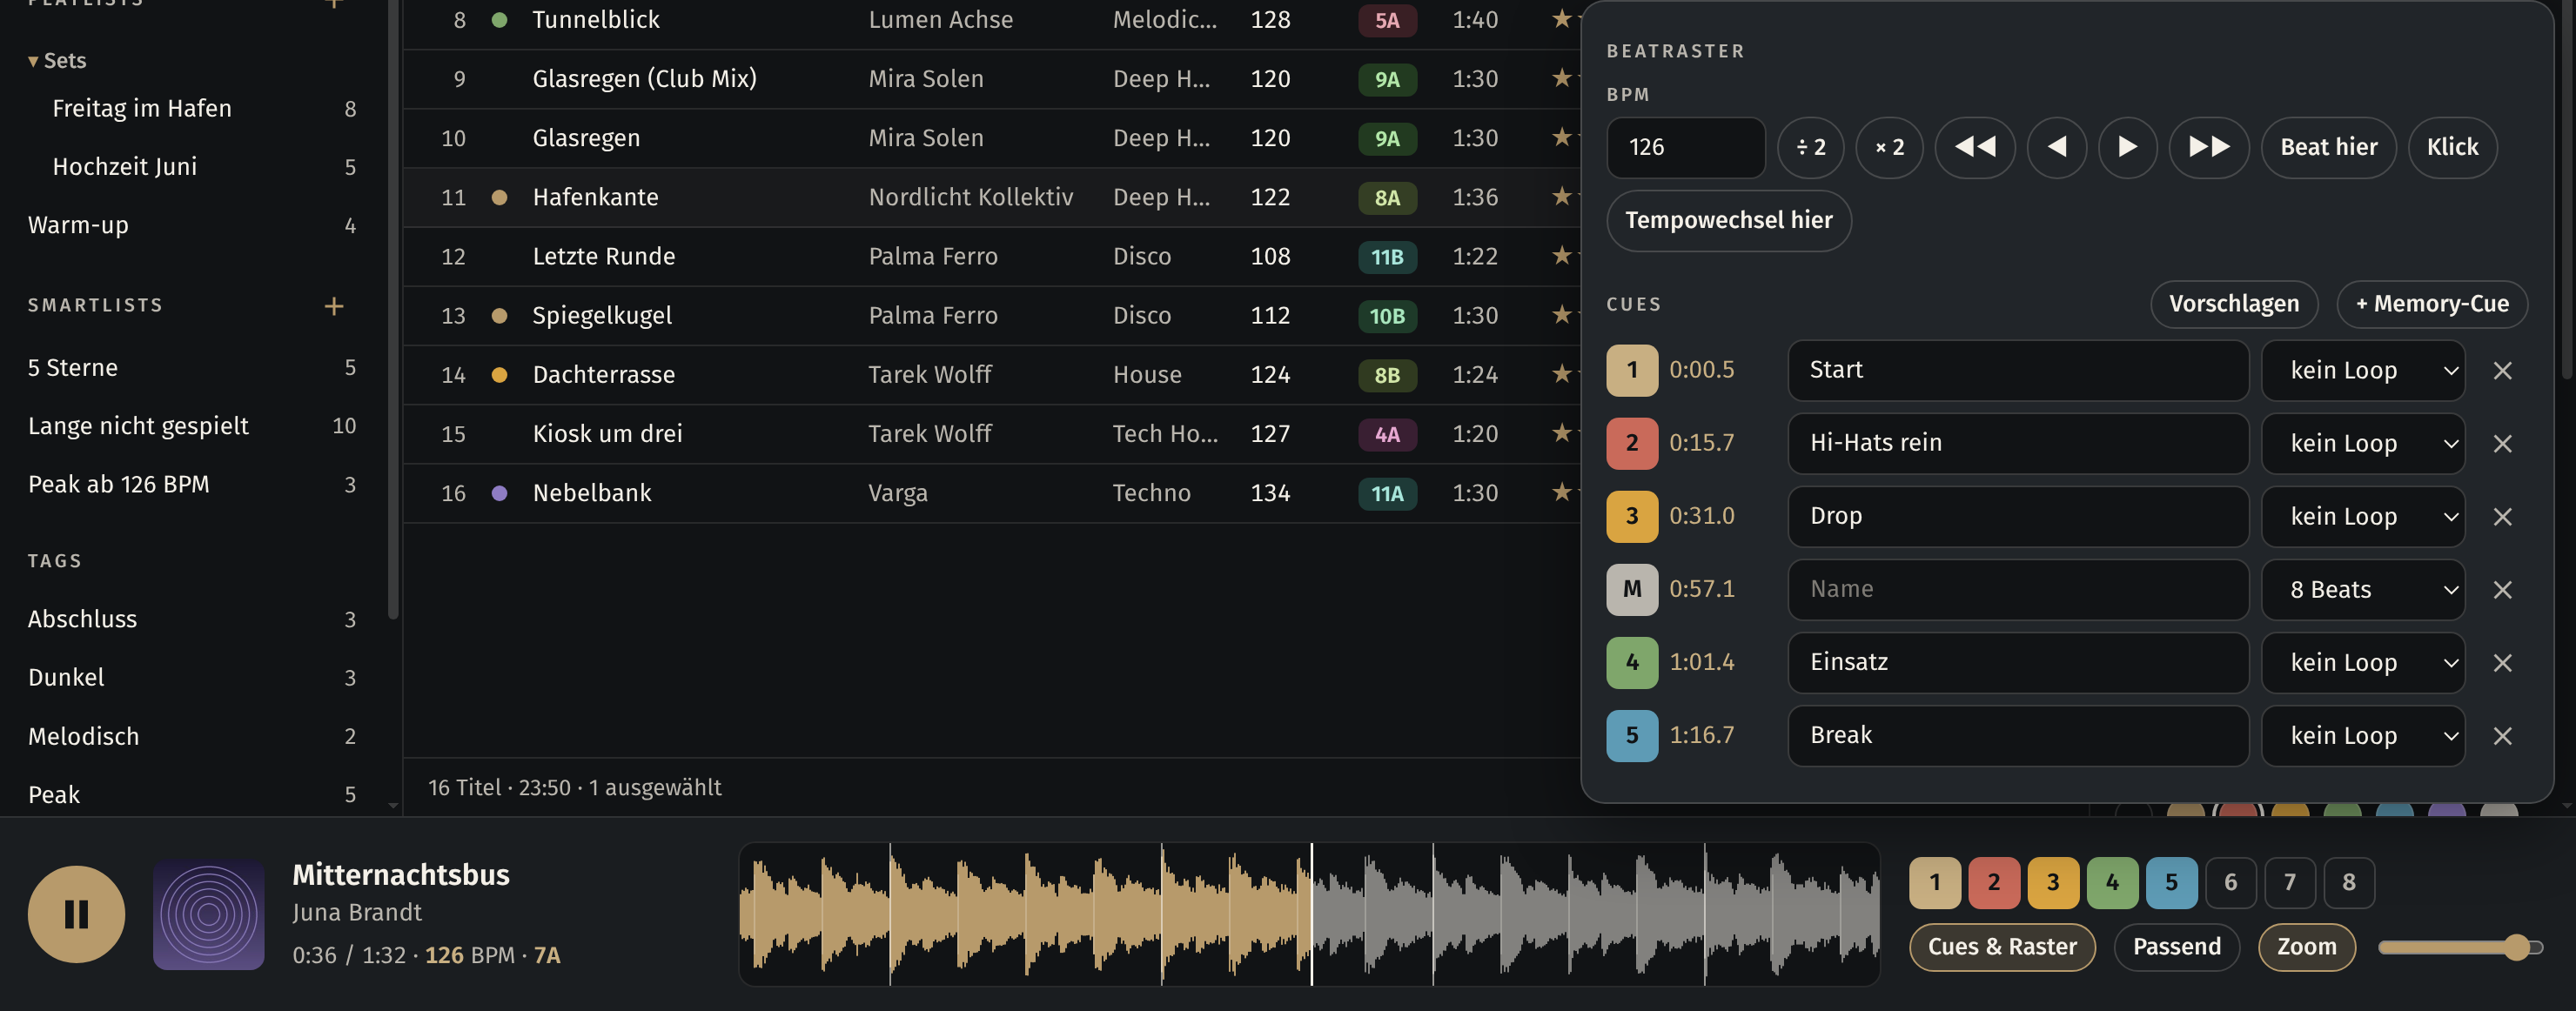 PLAYLISTS +
▾ Sets
Freitag im Hafen 8
Hochzeit Juni 5
Warm-up 4
SMARTLISTS +
5 Sterne 5
Lange nicht gespielt 10
Peak ab 126 BPM 3
TAGS
Abschluss 3
Dunkel 3
Melodisch 2
Peak 5
8 Tunnelblick Lumen Achse Melodic... 128 5A 1:40 ★
9 Glasregen (Club Mix) Mira Solen Deep H... 120 9A 1:30 ★
10 Glasregen Mira Solen Deep H... 120 9A 1:30 ★
11 Hafenkante Nordlicht Kollektiv Deep H... 122 8A 1:36 ★
12 Letzte Runde Palma Ferro Disco 108 11B 1:22 ★
13 Spiegelkugel Palma Ferro Disco 112 10B 1:30 ★
14 Dachterrasse Tarek Wolff House 124 8B 1:24 ★
15 Kiosk um drei Tarek Wolff Tech Ho... 127 4A 1:20 ★
16 Nebelbank Varga Techno 134 11A 1:30 ★
16 Titel · 23:50 · 1 ausgewählt
BEATRASTER
BPM
126 ÷ 2 × 2 ◀◀ ◀ ▶ ▶▶ Beat hier Klick
Tempowechsel hier
CUES Vorschlagen + Memory-Cue
1 0:00.5 Start kein Loop ×
2 0:15.7 Hi-Hats rein kein Loop ×
3 0:31.0 Drop kein Loop ×
M 0:57.1 Name 8 Beats ×
4 1:01.4 Einsatz kein Loop ×
5 1:16.7 Break kein Loop ×
Mitternachtsbus
Juna Brandt
0:36 / 1:32 · 126 BPM · 7A
1 2 3 4 5 6 7 8
Cues & Raster Passend Zoom